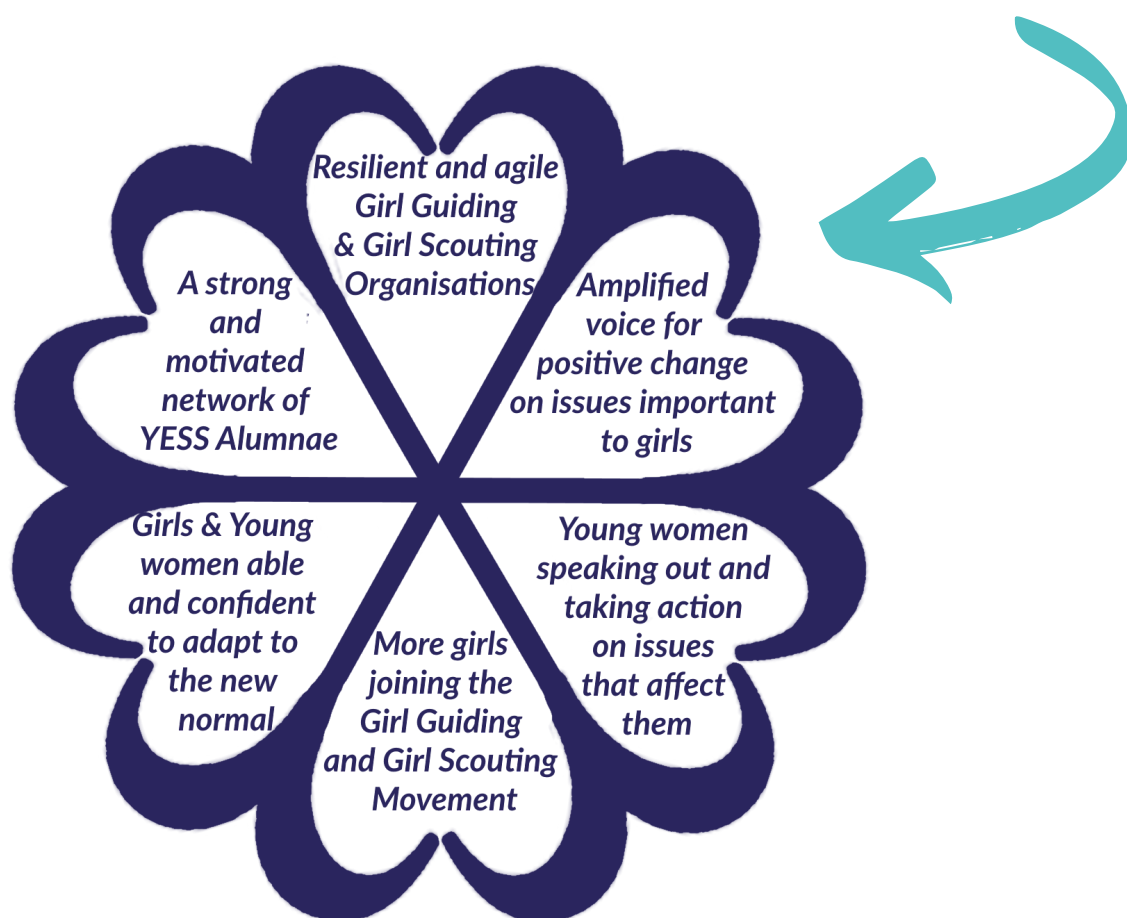 Resilient and agile
Girl Guiding
& Girl Scouting
Organisations
Amplified
voice for
positive change
on issues important
to girls
Young women
speaking out and
taking action
on issues
that affect
them
More girls
joining the
Girl Guiding
and Girl Scouting
Movement
Girls & Young
women able
and confident
to adapt to
the new
normal
A strong
and
motivated
network of
YESS Alumnae